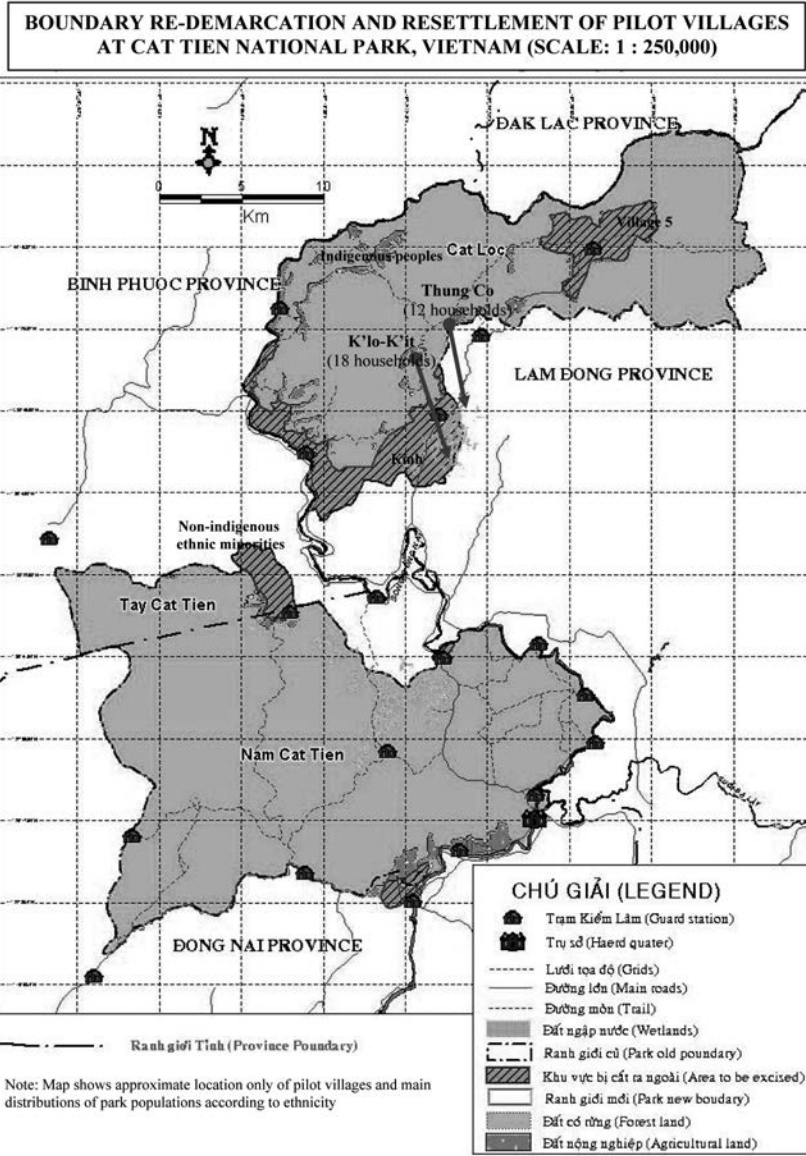 BOUNDARY RE-DEMARCATION AND RESETTLEMENT OF PILOT VILLAGES
AT CAT TIEN NATIONAL PARK, VIETNAM (SCALE: 1 : 250,000)
ĐAK LAC PROVINCE
N
0 5 10
Km
Village 5
Indigenous peoples
Cat Loc
BINH PHUOC PROVINCE
Thung Co
(12 households)
K'lo-K'it
(18 households)
LAM ĐONG PROVINCE
Kinh
Non-indigenous
ethnic minorities
Tay Cat Tien
Nam Cat Tien
ĐONG NAI PROVINCE
CHÚ GIẢI (LEGEND)
Trạm Kiểm Lâm (Guard station)
Trụ sở (Haerd quater)
Lưới tọa độ (Grids)
Đường lớn (Main roads)
Đường mòn (Trail)
Đất ngập nước (Wetlands)
Ranh giới cũ (Park old poundary)
Khu vực bị cắt ra ngoài (Area to be excised)
Ranh giới mới (Park new boudary)
Đất có rừng (Forest land)
Đất nông nghiệp (Agricultural land)
Ranh giới Tỉnh (Province Poundary)
Note: Map shows approximate location only of pilot villages and main
distributions of park populations according to ethnicity